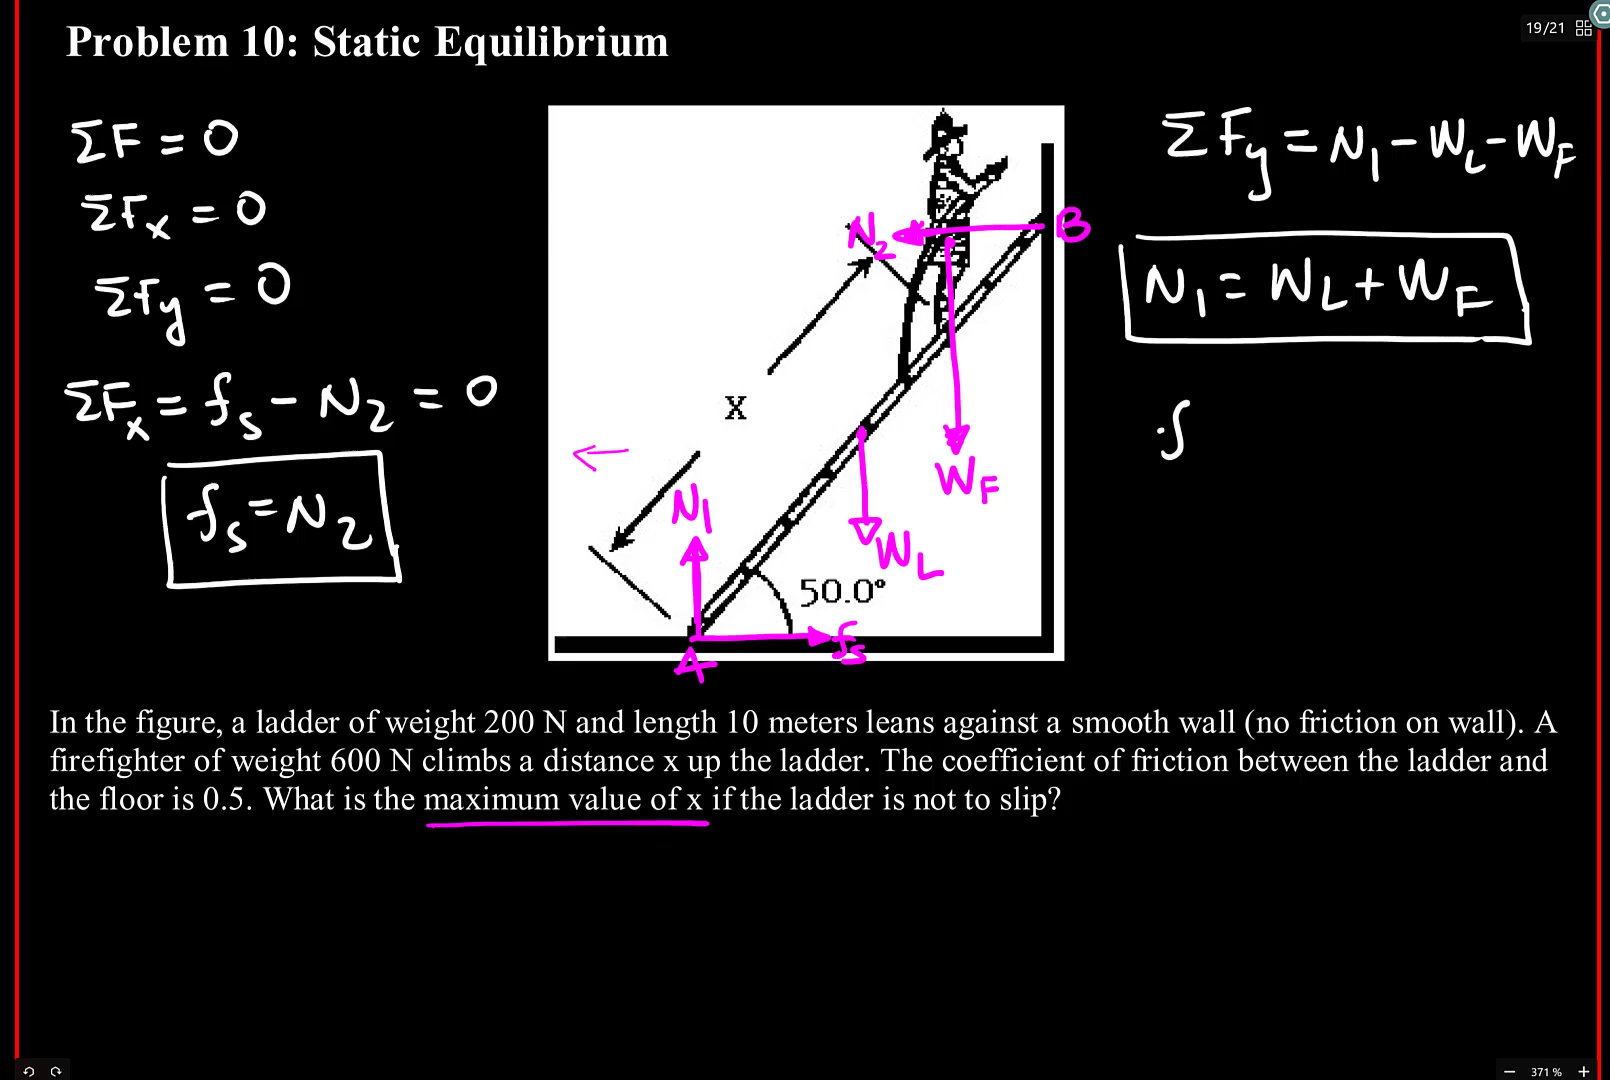 Problem 10: Static Equilibrium
19/21
ΣF = 0
ΣFx = 0
ΣFy = 0
ΣFx = fs - N2 = 0
fs = N2
ΣFy = N1 - WL - WF
N1 = WL + WF
N2
B
x
N1
WF
WL
50.0°
fs
A
In the figure, a ladder of weight 200 N and length 10 meters leans against a smooth wall (no friction on wall). A
firefighter of weight 600 N climbs a distance x up the ladder. The coefficient of friction between the ladder and
the floor is 0.5. What is the maximum value of x if the ladder is not to slip?
371 %